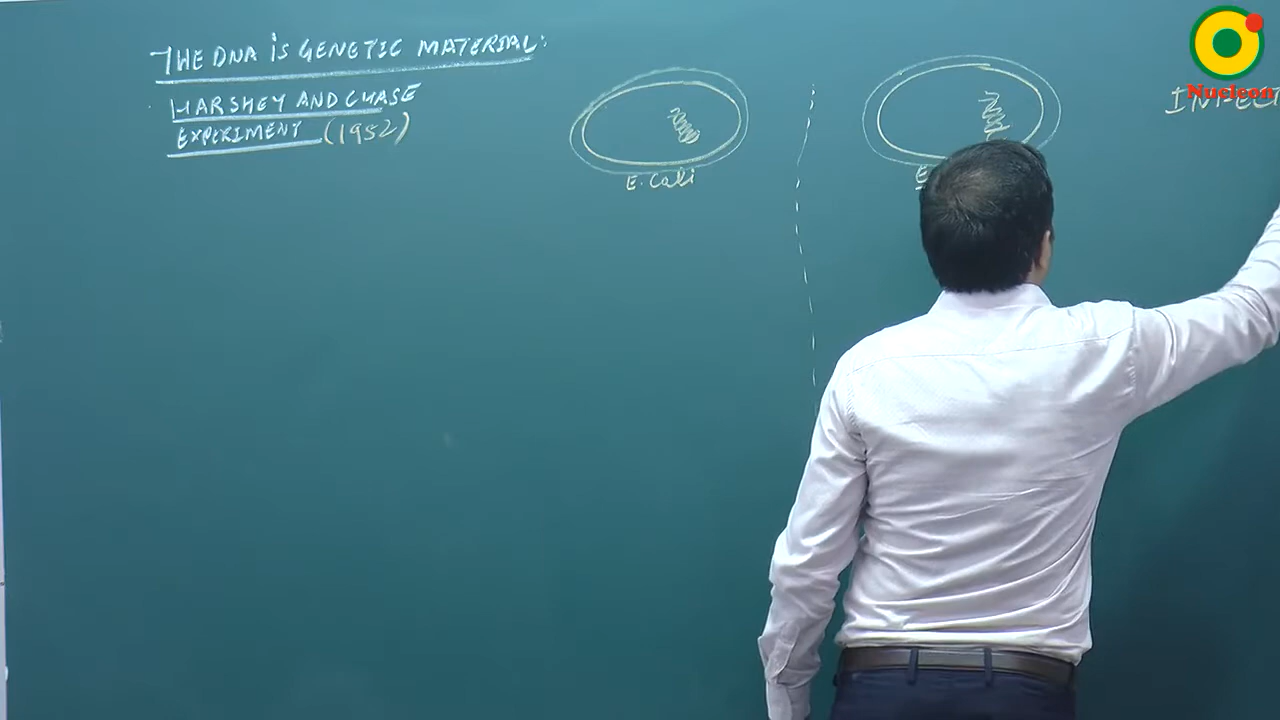 THE DNA is GENETIC MATERIAL:
HARSHEY AND CHASE
EXPERIMENT (1952)
E. Coli
Nucleon